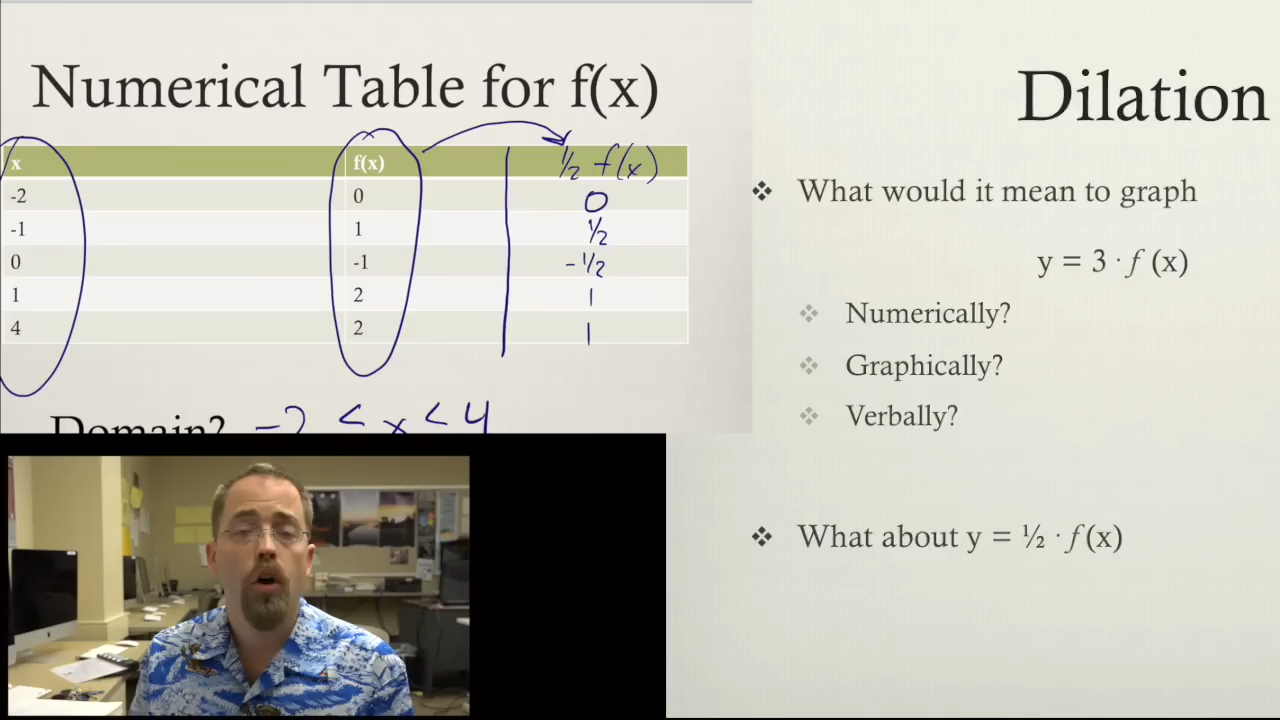 Numerical Table for f(x)
x f(x) ½ f(x)
-2 0 0
-1 1 ½
0 -1 -½
1 2 1
4 2 1
Domain? -2 < x < 4
Dilation
❖ What would it mean to graph
y = 3 · f (x)
❖ Numerically?
❖ Graphically?
❖ Verbally?
❖ What about y = ½ · f(x)